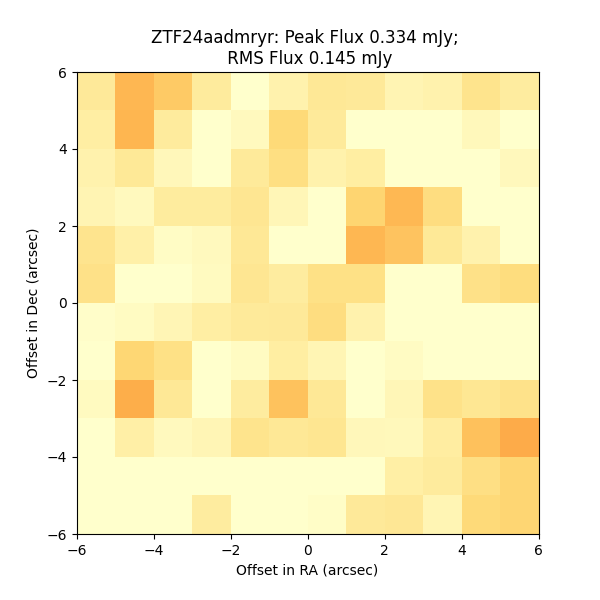 ZTF24aadmryr: Peak Flux 0.334 mJy;
RMS Flux 0.145 mJy
6
4
2
0
−2
−4
−6
Offset in Dec (arcsec)
−6 −4 −2 0 2 4 6
Offset in RA (arcsec)